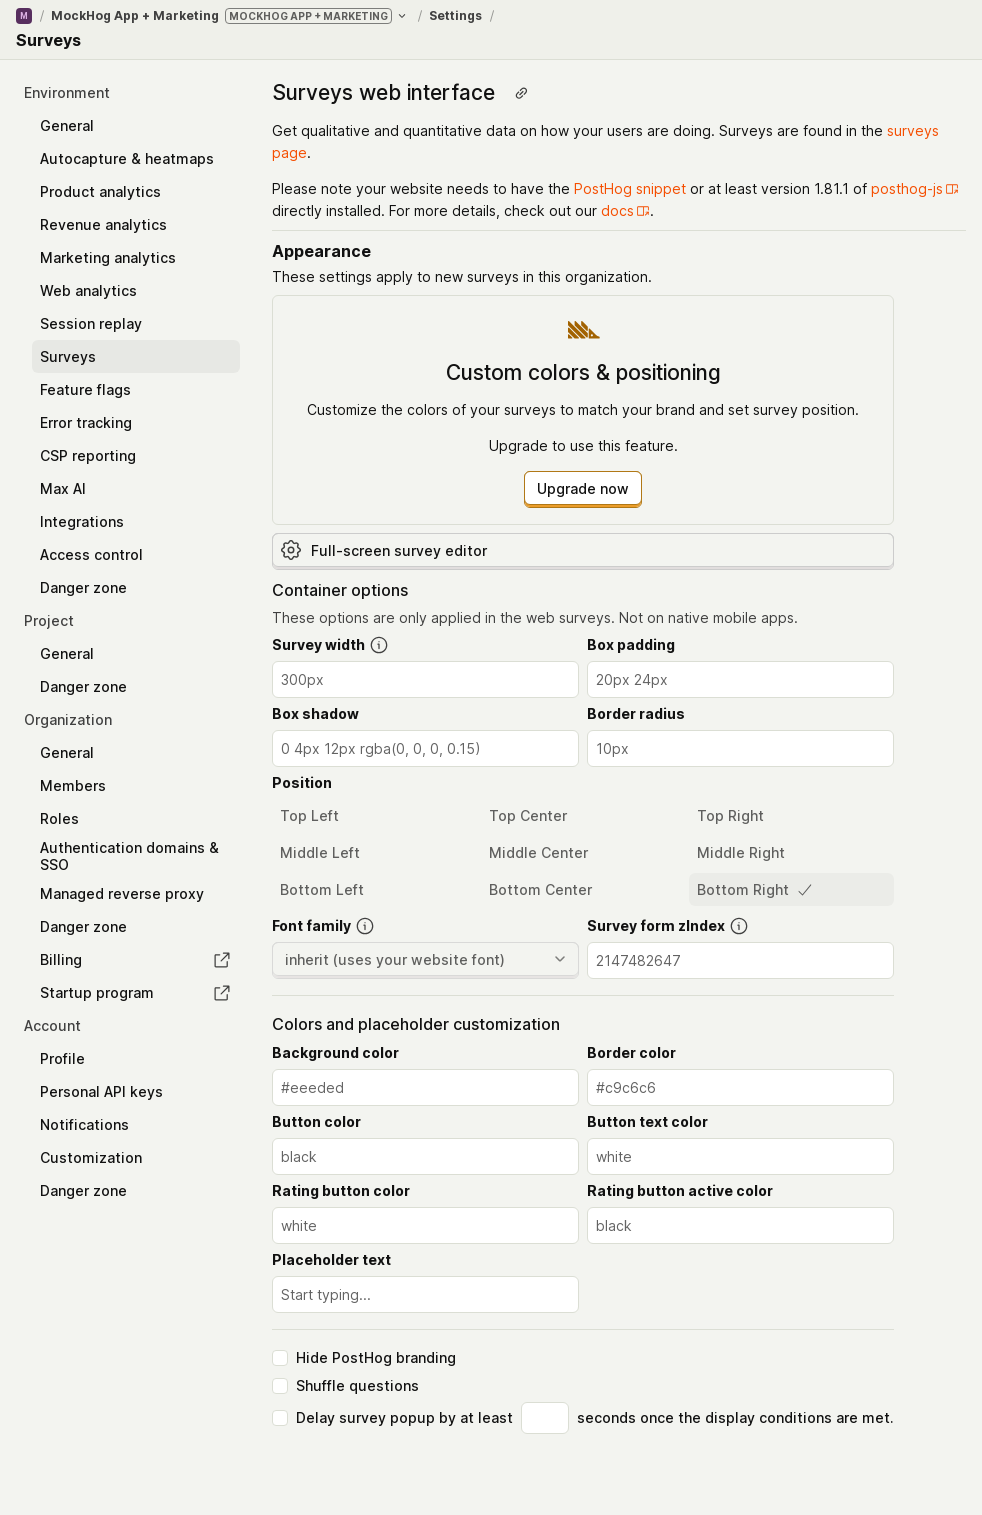 M / MockHog App + Marketing MOCKHOG APP + MARKETING / Settings /
Surveys
Environment
General
Autocapture & heatmaps
Product analytics
Revenue analytics
Marketing analytics
Web analytics
Session replay
Surveys
Feature flags
Error tracking
CSP reporting
Max AI
Integrations
Access control
Danger zone
Project
General
Danger zone
Organization
General
Members
Roles
Authentication domains &
SSO
Managed reverse proxy
Danger zone
Billing
Startup program
Account
Profile
Personal API keys
Notifications
Customization
Danger zone
Surveys web interface
Get qualitative and quantitative data on how your users are doing. Surveys are found in the surveys
page.
Please note your website needs to have the PostHog snippet or at least version 1.81.1 of posthog-js
directly installed. For more details, check out our docs.
Appearance
These settings apply to new surveys in this organization.
Custom colors & positioning
Customize the colors of your surveys to match your brand and set survey position.
Upgrade to use this feature.
Upgrade now
Full-screen survey editor
Container options
These options are only applied in the web surveys. Not on native mobile apps.
Survey width Box padding
300px 20px 24px
Box shadow Border radius
0 4px 12px rgba(0, 0, 0, 0.15) 10px
Position
Top Left Top Center Top Right
Middle Left Middle Center Middle Right
Bottom Left Bottom Center Bottom Right
Font family Survey form zIndex
inherit (uses your website font) 2147482647
Colors and placeholder customization
Background color Border color
#eeeded #c9c6c6
Button color Button text color
black white
Rating button color Rating button active color
white black
Placeholder text
Start typing...
Hide PostHog branding
Shuffle questions
Delay survey popup by at least seconds once the display conditions are met.